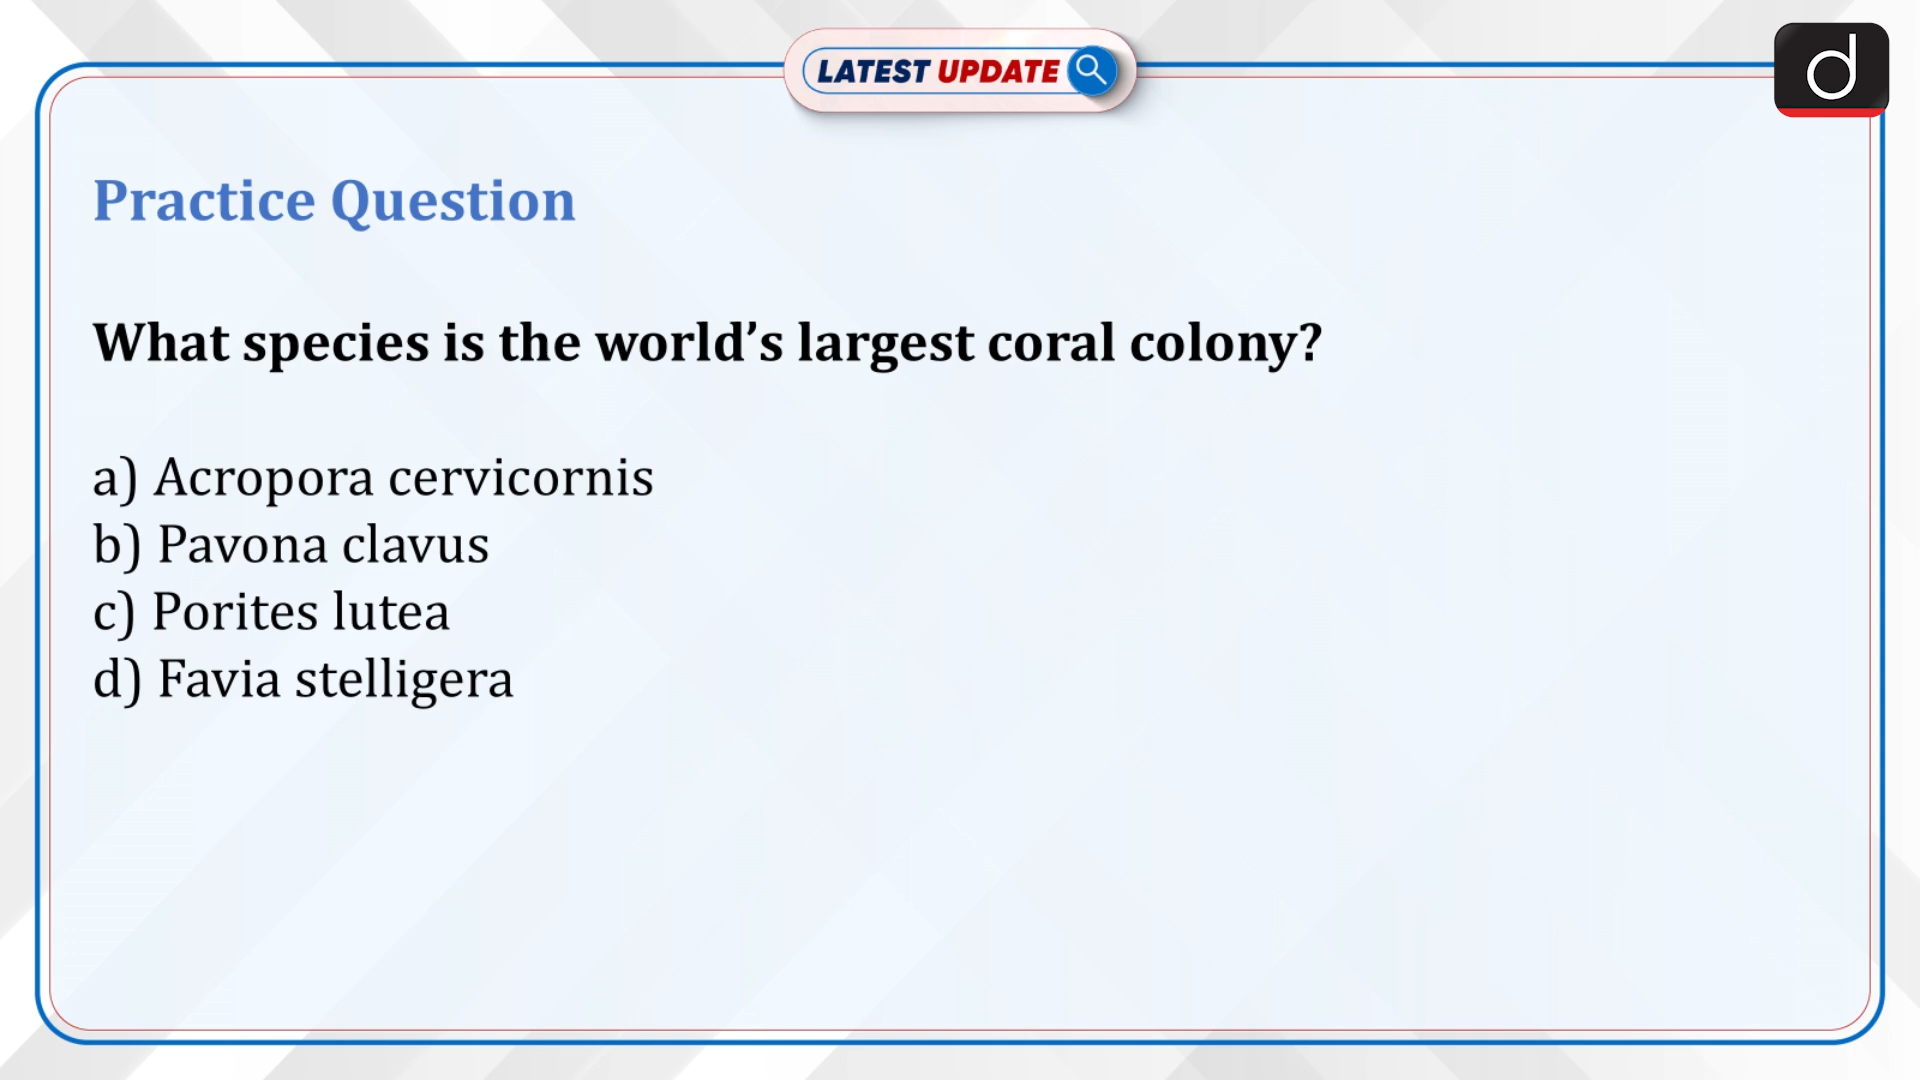 LATEST UPDATE
d
Practice Question
What species is the world’s largest coral colony?
a) Acropora cervicornis
b) Pavona clavus
c) Porites lutea
d) Favia stelligera